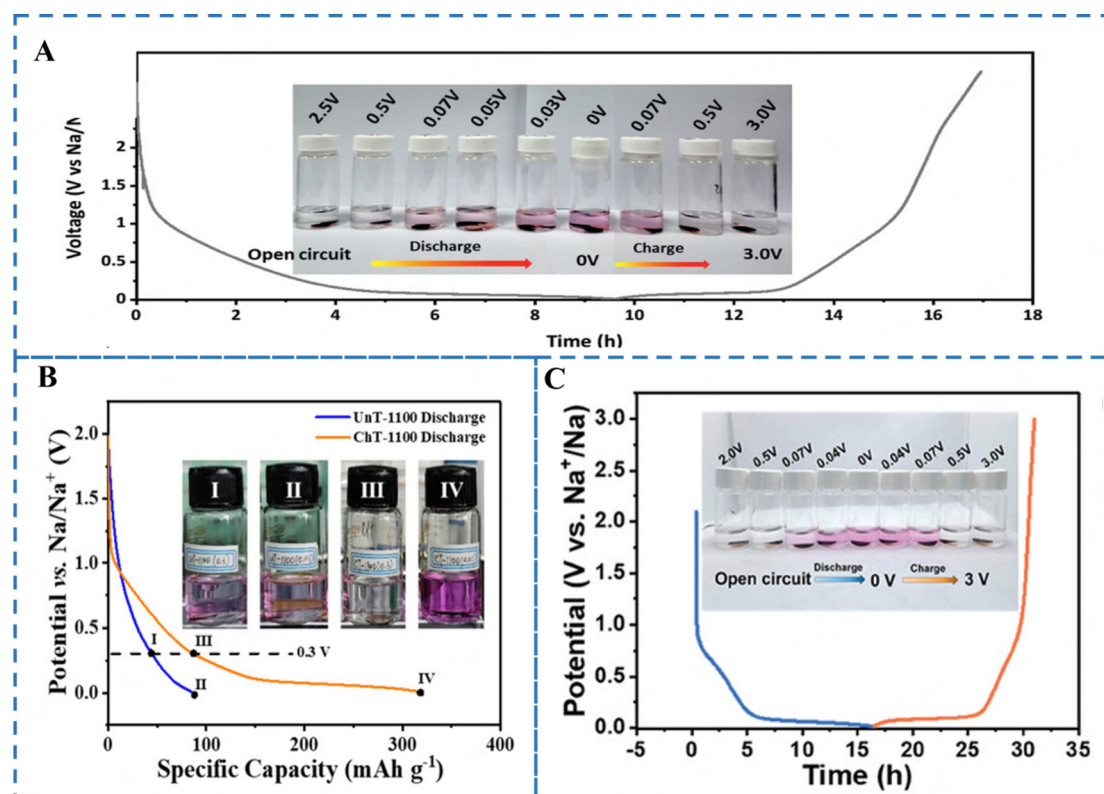 A
Voltage (V vs Na/N
2
1.5
1
0.5
0
2.5V
0.5V
0.07V
0.05V
0.03V
0V
0.07V
0.5V
3.0V
Open circuit
Discharge
0V
Charge
3.0V
0 2 4 6 8 10 12 14 16 18
Time (h)
B
Potential vs. Na/Na⁺ (V)
2.0
1.5
1.0
0.5
0.0
UnT-1100 Discharge
ChT-1100 Discharge
I II III IV
I
III
0.3 V
II
IV
0 100 200 300 400
Specific Capacity (mAh g⁻¹)
C
Potential (V vs. Na⁺/Na)
3.0
2.5
2.0
1.5
1.0
0.5
0.0
2.0V
0.5V
0.07V
0.04V
0V
0.04V
0.07V
0.5V
3.0V
Open circuit
Discharge
0 V
Charge
3 V
-5 0 5 10 15 20 25 30 35
Time (h)